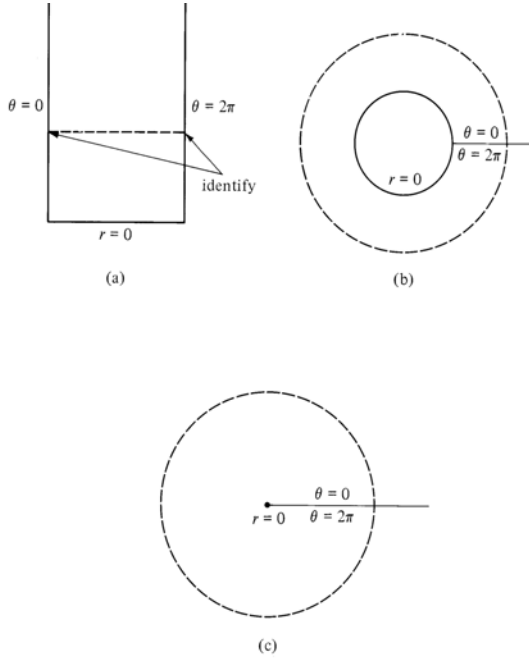 θ = 0
θ = 2π
identify
r = 0
(a)
θ = 0
θ = 2π
r = 0
(b)
θ = 0
θ = 2π
r = 0
(c)